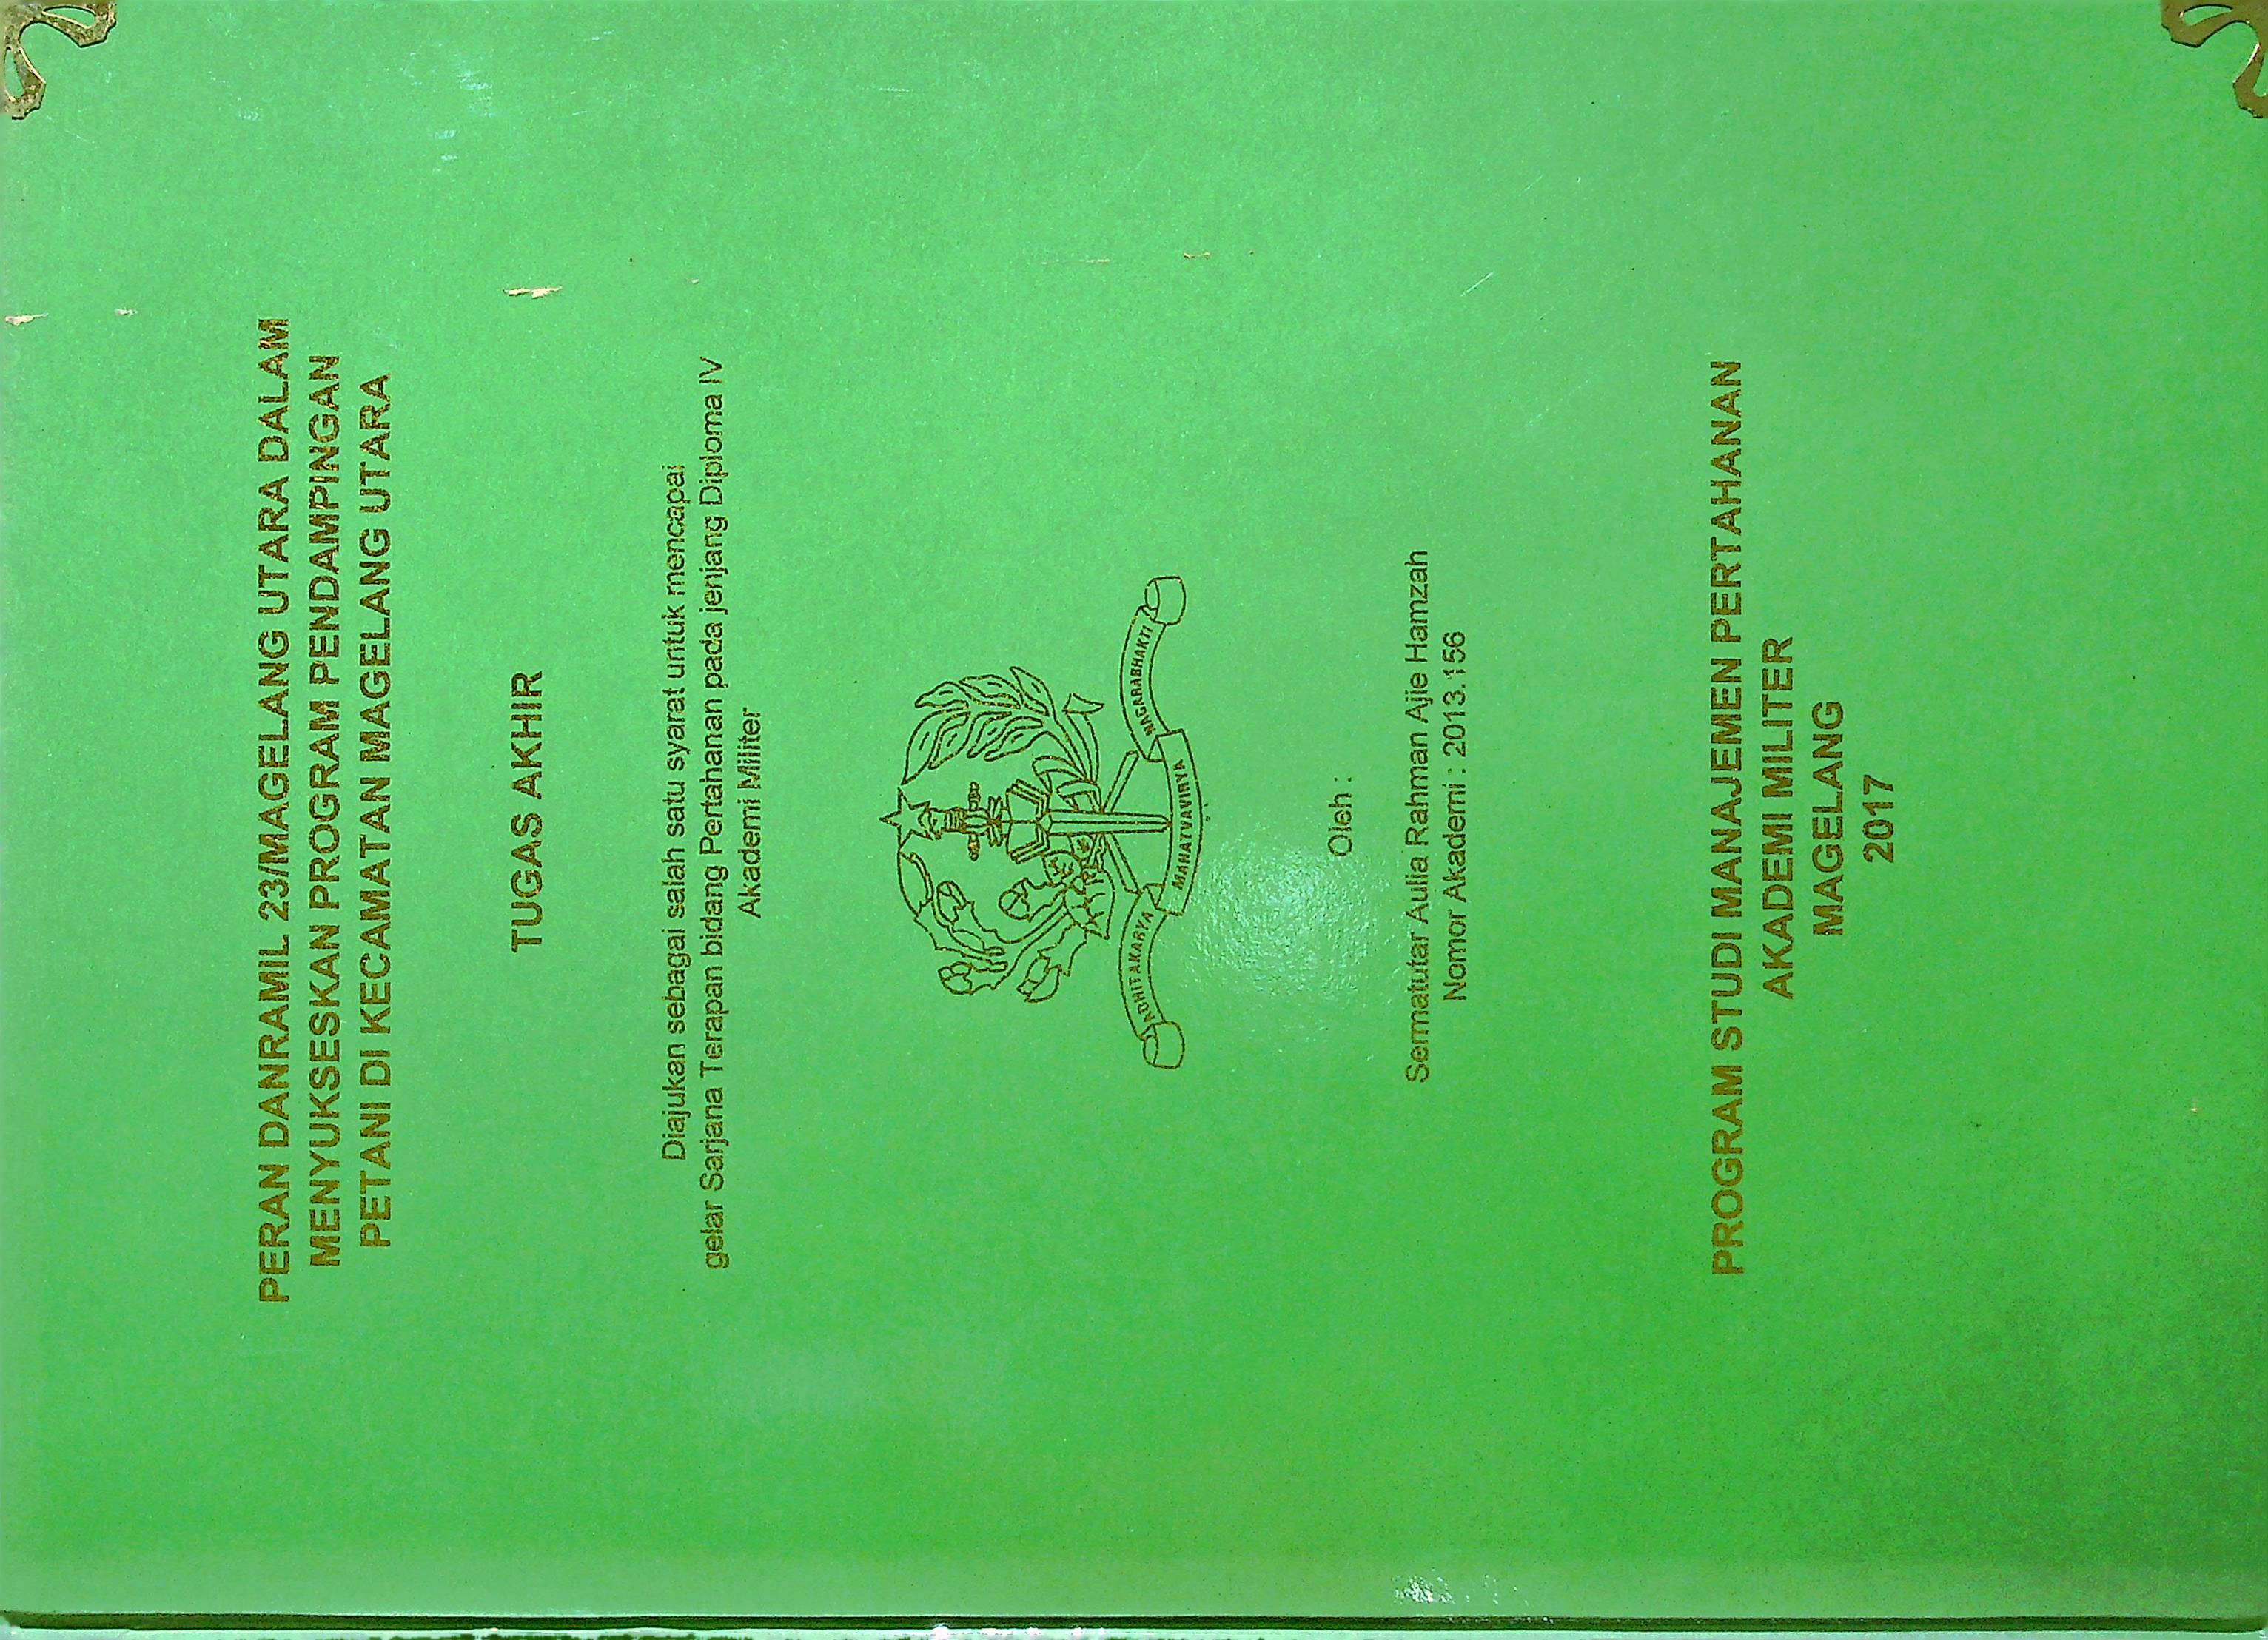 PERAN DANRAMIL 23/MAGELANG UTARA DALAM
MENYUKSESKAN PROGRAM PENDAMPINGAN
PETANI DI KECAMATAN MAGELANG UTARA
TUGAS AKHIR
Diajukan sebagai salah satu syarat untuk mencapai
gelar Sarjana Terapan bidang Pertahanan pada jenjang Diploma IV
Akademi Militer
ADHITAKARYA MAHATVAVIRYA NAGARABHAKTI
Oleh :
Sermatutar Aulia Rahman Ajie Hamzah
Nomor Akademi : 2013.156
PROGRAM STUDI MANAJEMEN PERTAHANAN
AKADEMI MILITER
MAGELANG
2017